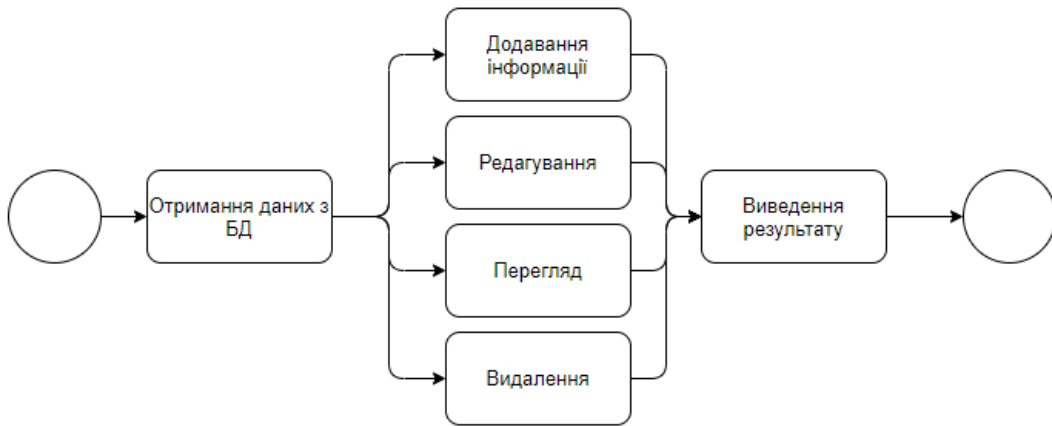 Додавання
інформації
Редагування
Отримання даних з
БД
Виведення
результату
Перегляд
Видалення